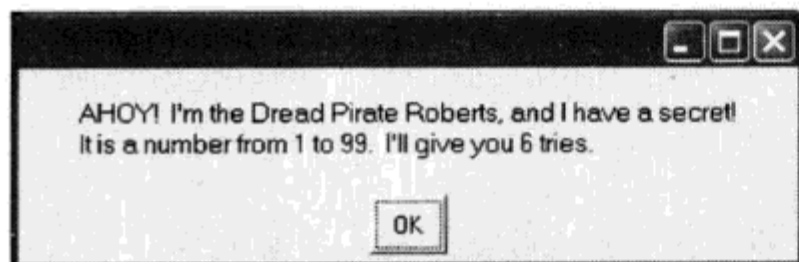 AHOY! I'm the Dread Pirate Roberts, and I have a secret!
It is a number from 1 to 99. I'll give you 6 tries.
OK